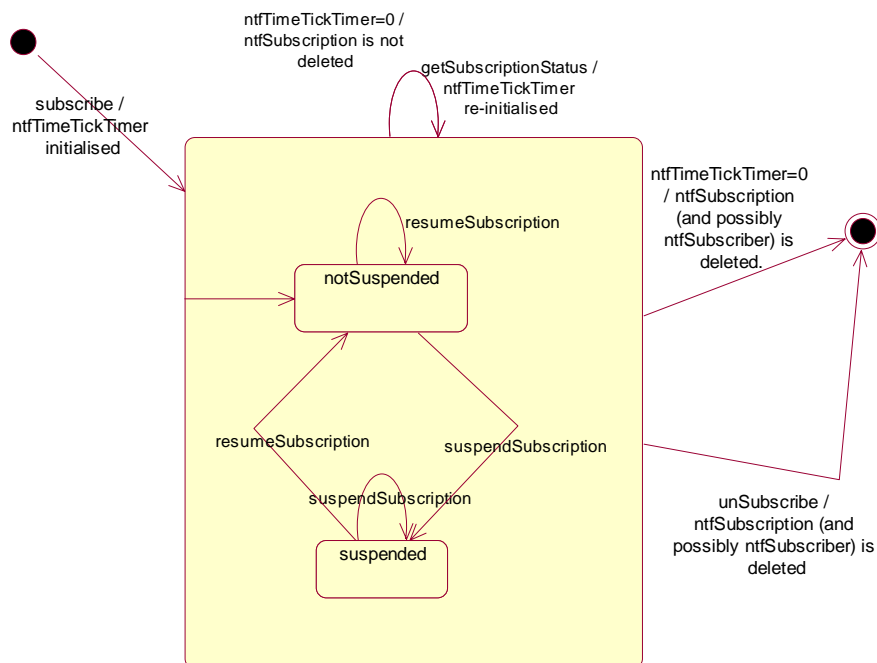 ntfTimeTickTimer=0 /
ntfSubscription is not
deleted
getSubscriptionStatus /
ntfTimeTickTimer
re-initialised
subscribe /
ntfTimeTickTimer
initialised
ntfTimeTickTimer=0
/ ntfSubscription
(and possibly
ntfSubscriber) is
deleted.
resumeSubscription
notSuspended
resumeSubscription
suspendSubscription
suspendSubscription
suspended
unSubscribe /
ntfSubscription (and
possibly ntfSubscriber) is
deleted